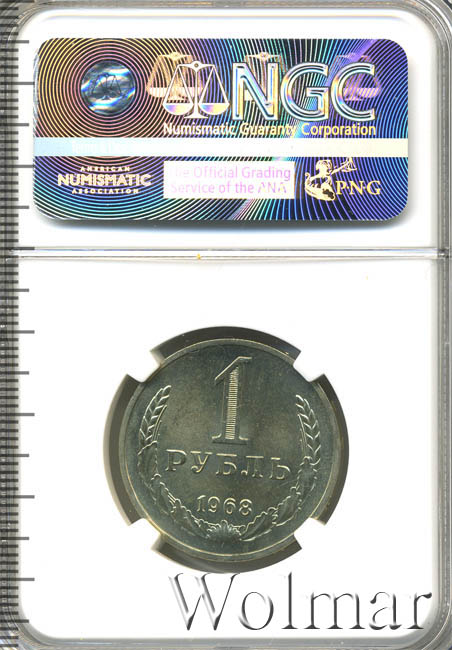 NGC
Numismatic Guaranty Corporation
AMERICAN
NUMISMATIC
ASSOCIATION
The Official Grading
Service of the ANA
PNG
1
РУБЛЬ
1968
Wolmar